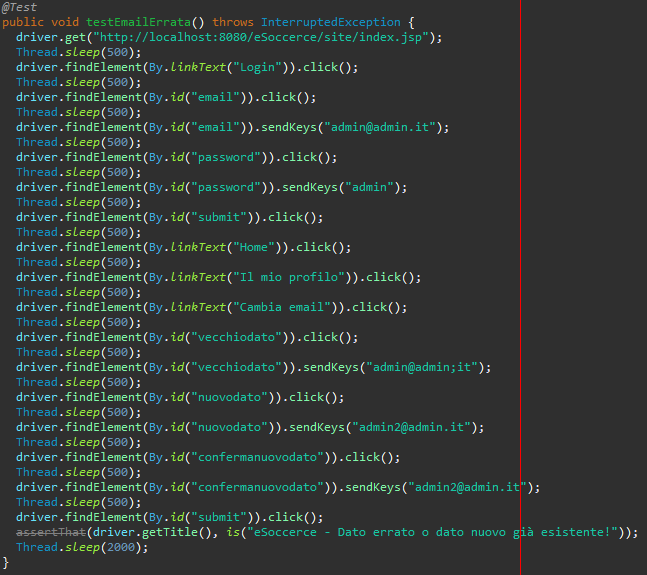 @Test
public void testEmailErrata() throws InterruptedException {
  driver.get("http://localhost:8080/eSoccerce/site/index.jsp");
  Thread.sleep(500);
  driver.findElement(By.linkText("Login")).click();
  Thread.sleep(500);
  driver.findElement(By.id("email")).click();
  Thread.sleep(500);
  driver.findElement(By.id("email")).sendKeys("admin@admin.it");
  Thread.sleep(500);
  driver.findElement(By.id("password")).click();
  Thread.sleep(500);
  driver.findElement(By.id("password")).sendKeys("admin");
  Thread.sleep(500);
  driver.findElement(By.id("submit")).click();
  Thread.sleep(500);
  driver.findElement(By.linkText("Home")).click();
  Thread.sleep(500);
  driver.findElement(By.linkText("Il mio profilo")).click();
  Thread.sleep(500);
  driver.findElement(By.linkText("Cambia email")).click();
  Thread.sleep(500);
  driver.findElement(By.id("vecchiodato")).click();
  Thread.sleep(500);
  driver.findElement(By.id("vecchiodato")).sendKeys("admin@admin;it");
  Thread.sleep(500);
  driver.findElement(By.id("nuovodato")).click();
  Thread.sleep(500);
  driver.findElement(By.id("nuovodato")).sendKeys("admin2@admin.it");
  Thread.sleep(500);
  driver.findElement(By.id("confermanuovodato")).click();
  Thread.sleep(500);
  driver.findElement(By.id("confermanuovodato")).sendKeys("admin2@admin.it");
  Thread.sleep(500);
  driver.findElement(By.id("submit")).click();
  assertThat(driver.getTitle(), is("eSoccerce - Dato errato o dato nuovo già esistente!"));
  Thread.sleep(2000);
}